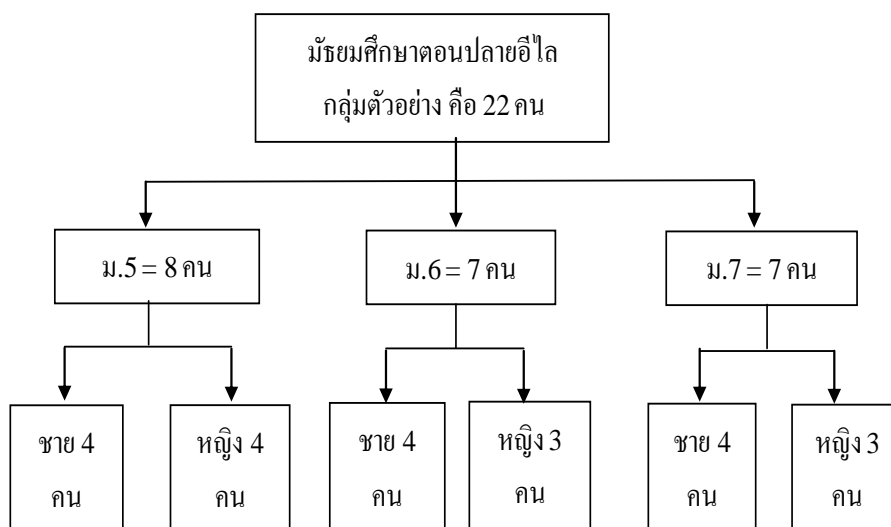 มัธยมศึกษาตอนปลายอีไล
กลุ่มตัวอย่าง คือ 22 คน
ม.5 = 8 คน
ม.6 = 7 คน
ม.7 = 7 คน
ชาย 4
คน
หญิง 4
คน
ชาย 4
คน
หญิง 3
คน
ชาย 4
คน
หญิง 3
คน